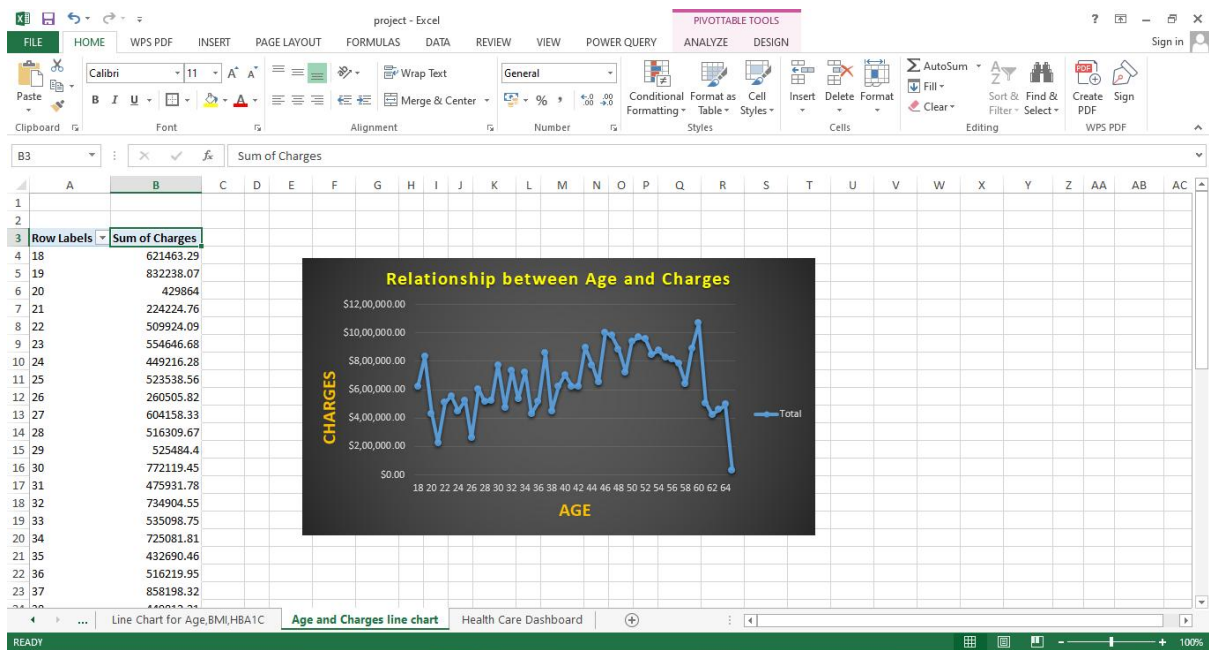 project - Excel
PIVOTTABLE TOOLS
?
FILE HOME WPS PDF INSERT PAGE LAYOUT FORMULAS DATA REVIEW VIEW POWER QUERY ANALYZE DESIGN Sign in
Paste
Calibri 11
B I U
Wrap Text
Merge & Center
General
% ,
Conditional Formatting
Format as Table
Cell Styles
Insert Delete Format
AutoSum
Fill
Clear
Sort & Filter
Find & Select
Create PDF
Sign
Clipboard Font Alignment Number Styles Cells Editing WPS PDF
B3 fx Sum of Charges
A B C D E F G H I J K L M N O P Q R S T U V W X Y Z AA AB AC
1
2
3 Row Labels Sum of Charges
4 18 621463.29
5 19 832238.07
6 20 429864
7 21 224224.76
8 22 509924.09
9 23 554646.68
10 24 449216.28
11 25 523538.56
12 26 260505.82
13 27 604158.33
14 28 516309.67
15 29 525484.4
16 30 772119.45
17 31 475931.78
18 32 734904.55
19 33 535098.75
20 34 725081.81
21 35 432690.46
22 36 516219.95
23 37 858198.32
Relationship between Age and Charges
$12,00,000.00
$10,00,000.00
$8,00,000.00
$6,00,000.00
$4,00,000.00
$2,00,000.00
$0.00
CHARGES
18 20 22 24 26 28 30 32 34 36 38 40 42 44 46 48 50 52 54 56 58 60 62 64
AGE
Total
... Line Chart for Age,BMI,HBA1C Age and Charges line chart Health Care Dashboard
READY 100%